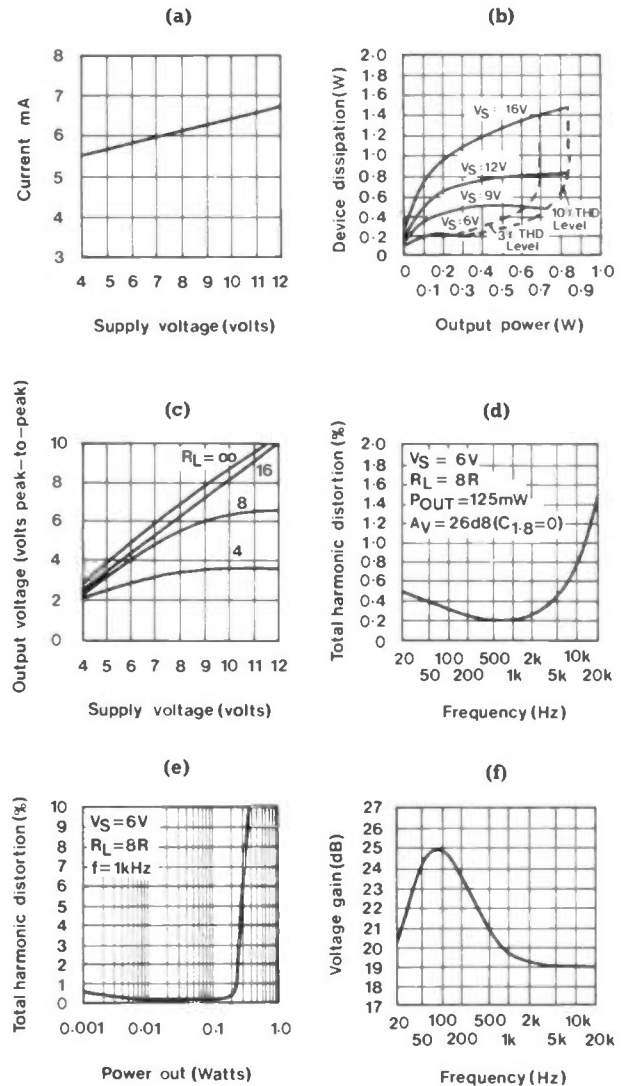 (a)
8
7
6
5
4
3
Current mA
4 5 6 7 8 9 10 11 12
Supply voltage (volts)
(b)
2·0
1·8
1·6
1·4
1·2
1·0
0·8
0·6
0·4
0·2
0
Device dissipation (W)
VS: 16V
VS:12V
VS: 9V
VS:6V
3% THD
Level
10% THD
Level
0 0·2 0·4 0·6 0·8 1·0
0·1 0·3 0·5 0·7 0·9
Output power (W)
(c)
10
8
6
4
2
0
Output voltage (volts peak-to-peak)
RL = ∞
16
8
4
4 5 6 7 8 9 10 11 12
Supply voltage (volts)
(d)
2·0
1·8
1·6
1·4
1·2
1·0
0·8
0·6
0·4
0·2
0
Total harmonic distortion (%)
VS = 6V
RL = 8R
POUT = 125mW
AV = 26d8 (C1·8=0)
20 100 500 2k 10k
50 200 1k 5k 20k
Frequency (Hz)
(e)
10
9
8
7
6
5
4
3
2
1
0
Total harmonic distortion (%)
VS=6V
RL=8R
f=1kHz
0.001 0.01 0.1 1.0
Power out (Watts)
(f)
27
26
25
24
23
22
21
20
19
18
17
Voltage gain (dB)
20 100 500 2k 10k
50 200 1k 5k 20k
Frequency (Hz)